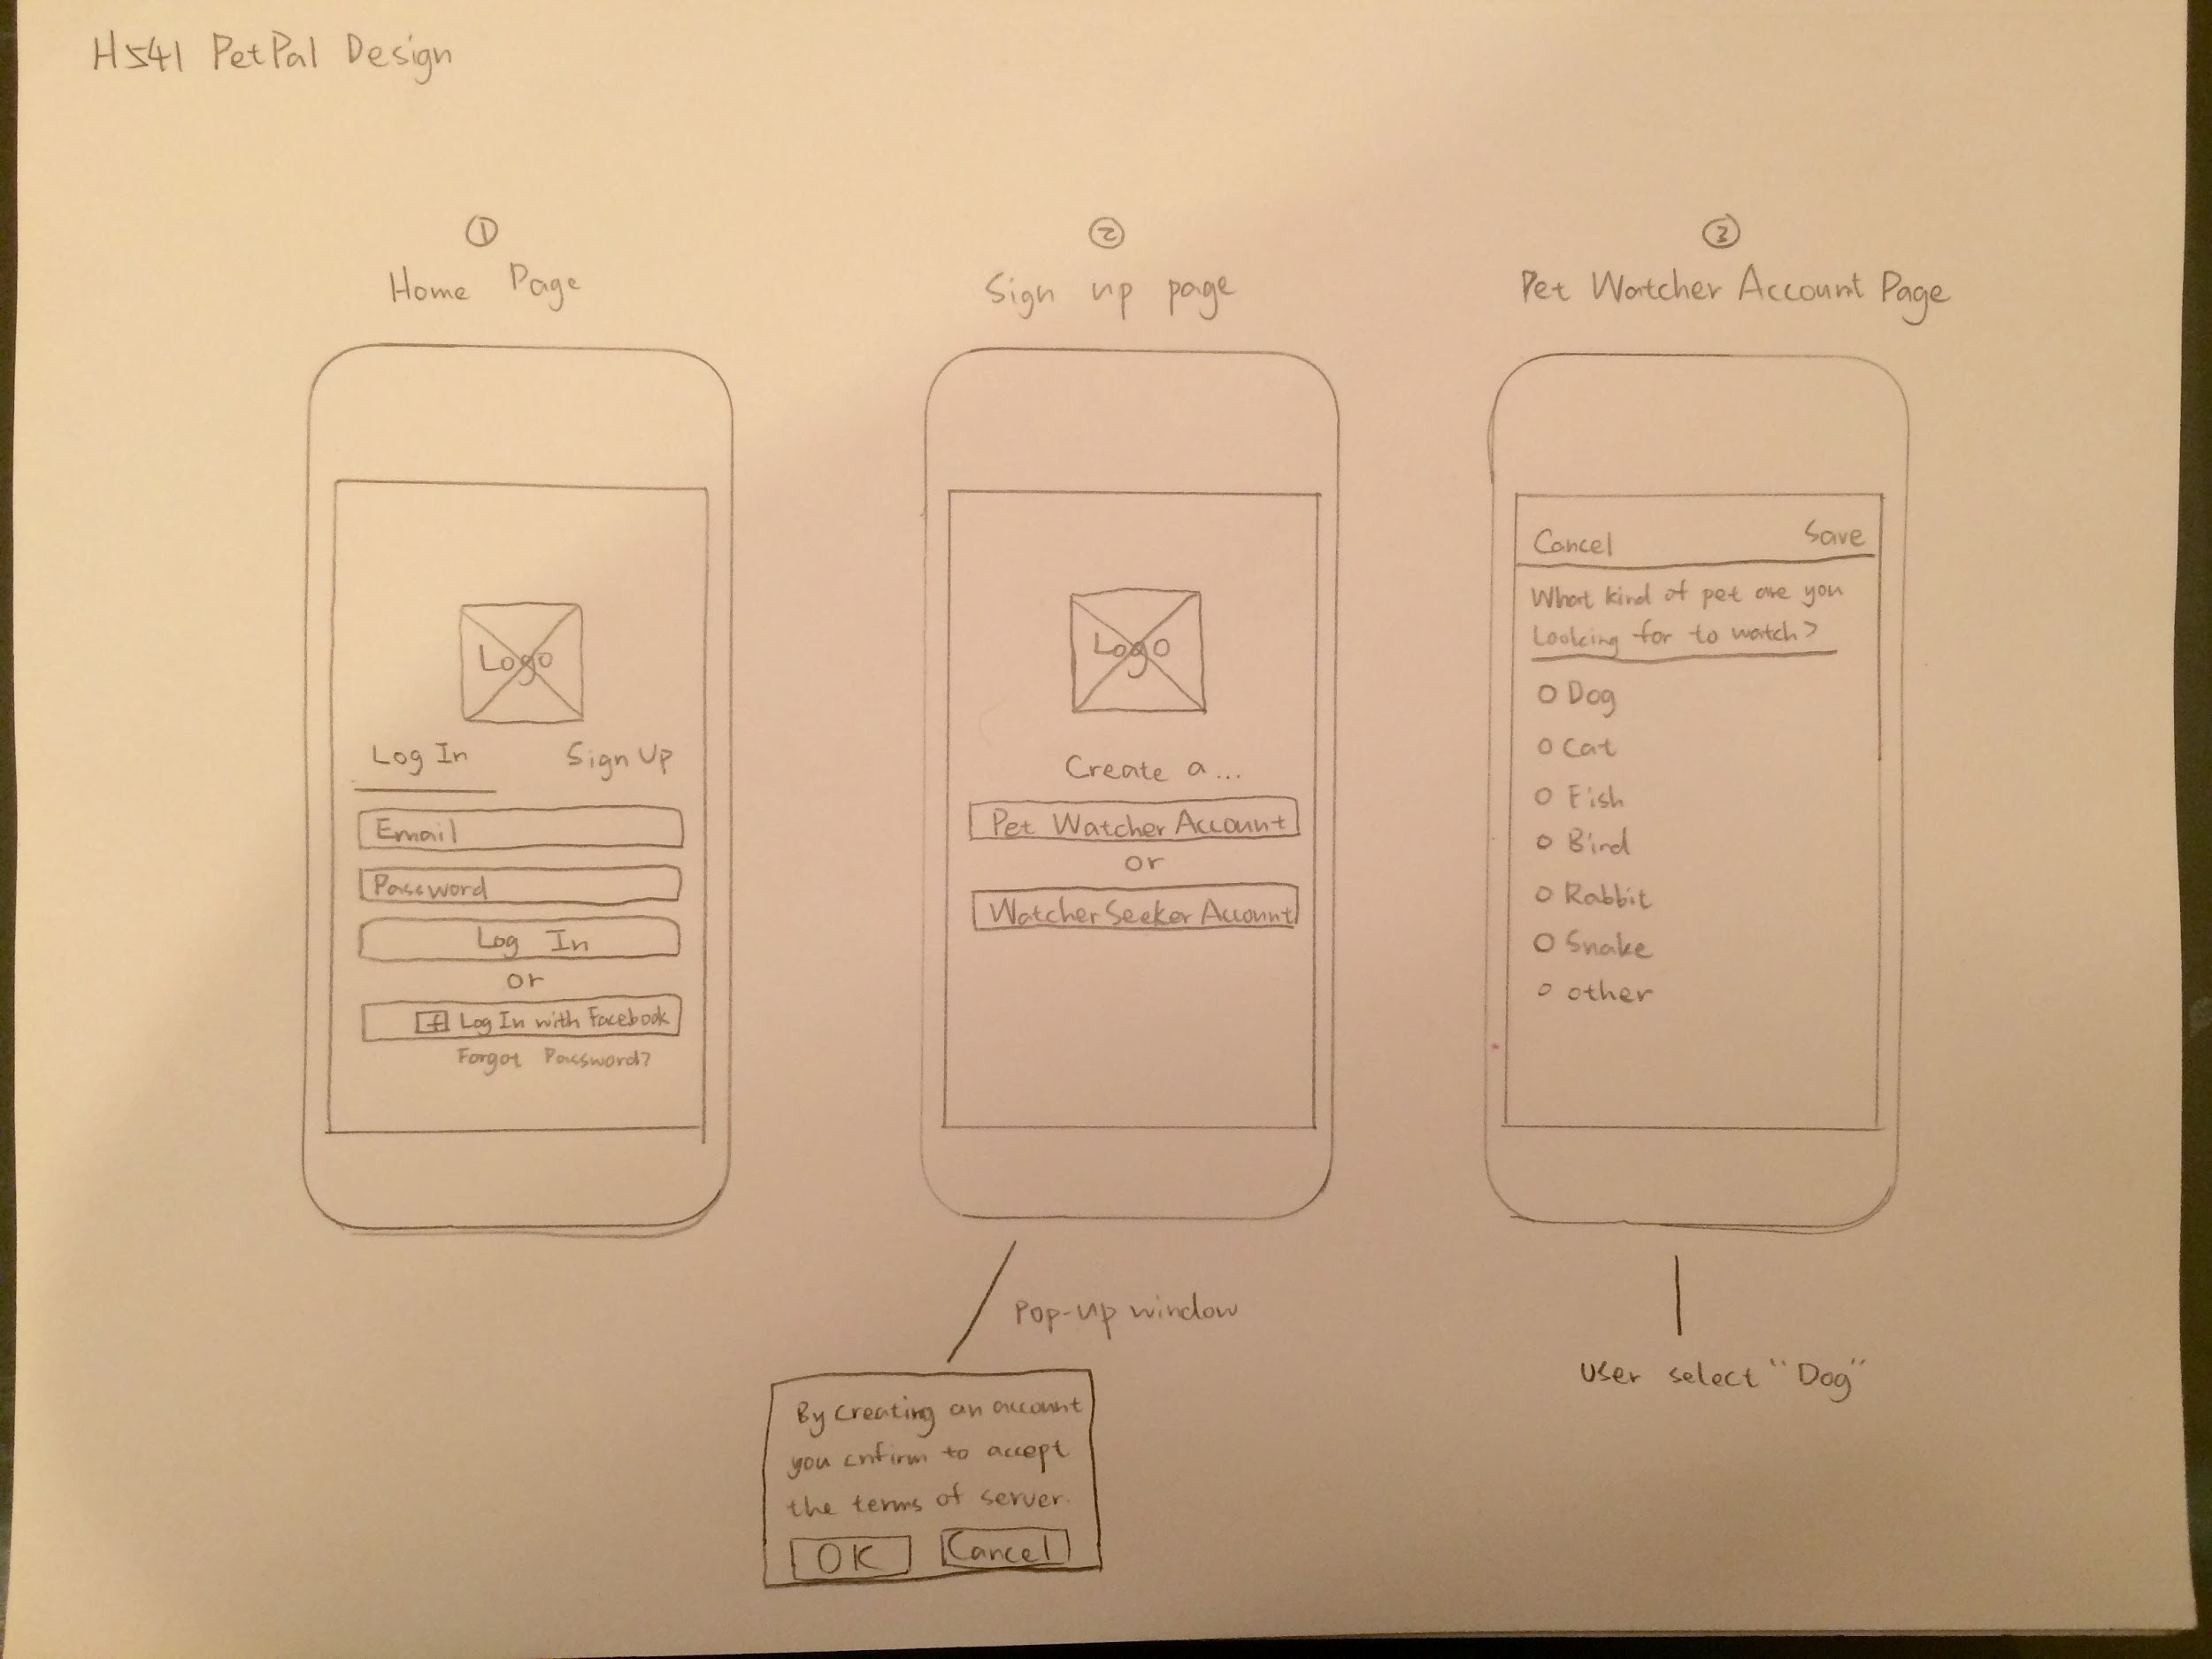 H541 PetPal Design
①
Home Page
Logo
Log In
Sign Up
Email
Password
Log In
or
f Log In with Facebook
Forgot Password?
②
Sign up page
Logo
Create a...
Pet Watcher Account
or
Watcher Seeker Account
Pop-up window
By creating an account
you cnfirm to accept
the terms of server.
OK
Cancel
③
Pet Watcher Account Page
Cancel
Save
What kind of pet are you
Looking for to watch?
Dog
Cat
Fish
Bird
Rabbit
Snake
other
User select "Dog"